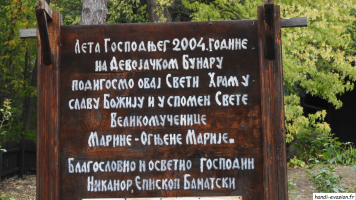 Лета Господњег 2004. године
на Девојачком Бунару
подигосмо овај Свети Храм у
славу Божију и у спомен Свете
Великомученице
Марине-Огњене Марије.
Благословио и осветио Господин
Никанор, Епископ Банатски
handi-evasion.fr